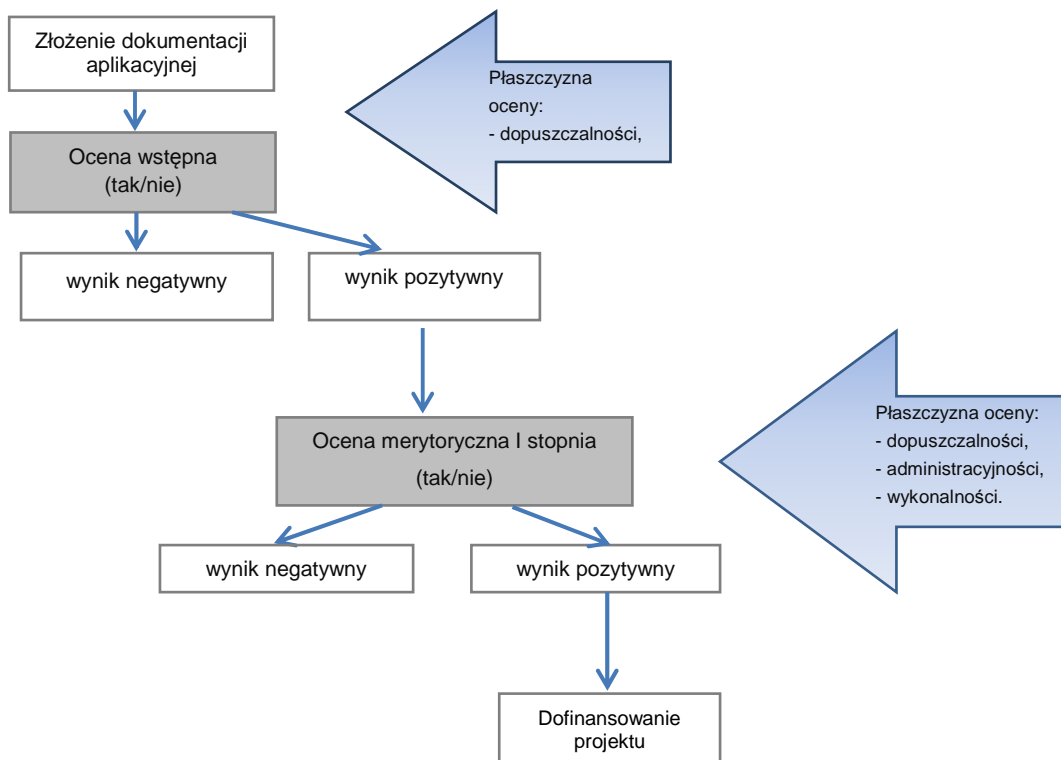 Złożenie dokumentacji
aplikacyjnej
Płaszczyzna
oceny:
- dopuszczalności,
Ocena wstępna
(tak/nie)
wynik negatywny
wynik pozytywny
Ocena merytoryczna I stopnia
(tak/nie)
Płaszczyzna oceny:
- dopuszczalności,
- administracyjności,
- wykonalności.
wynik negatywny
wynik pozytywny
Dofinansowanie
projektu